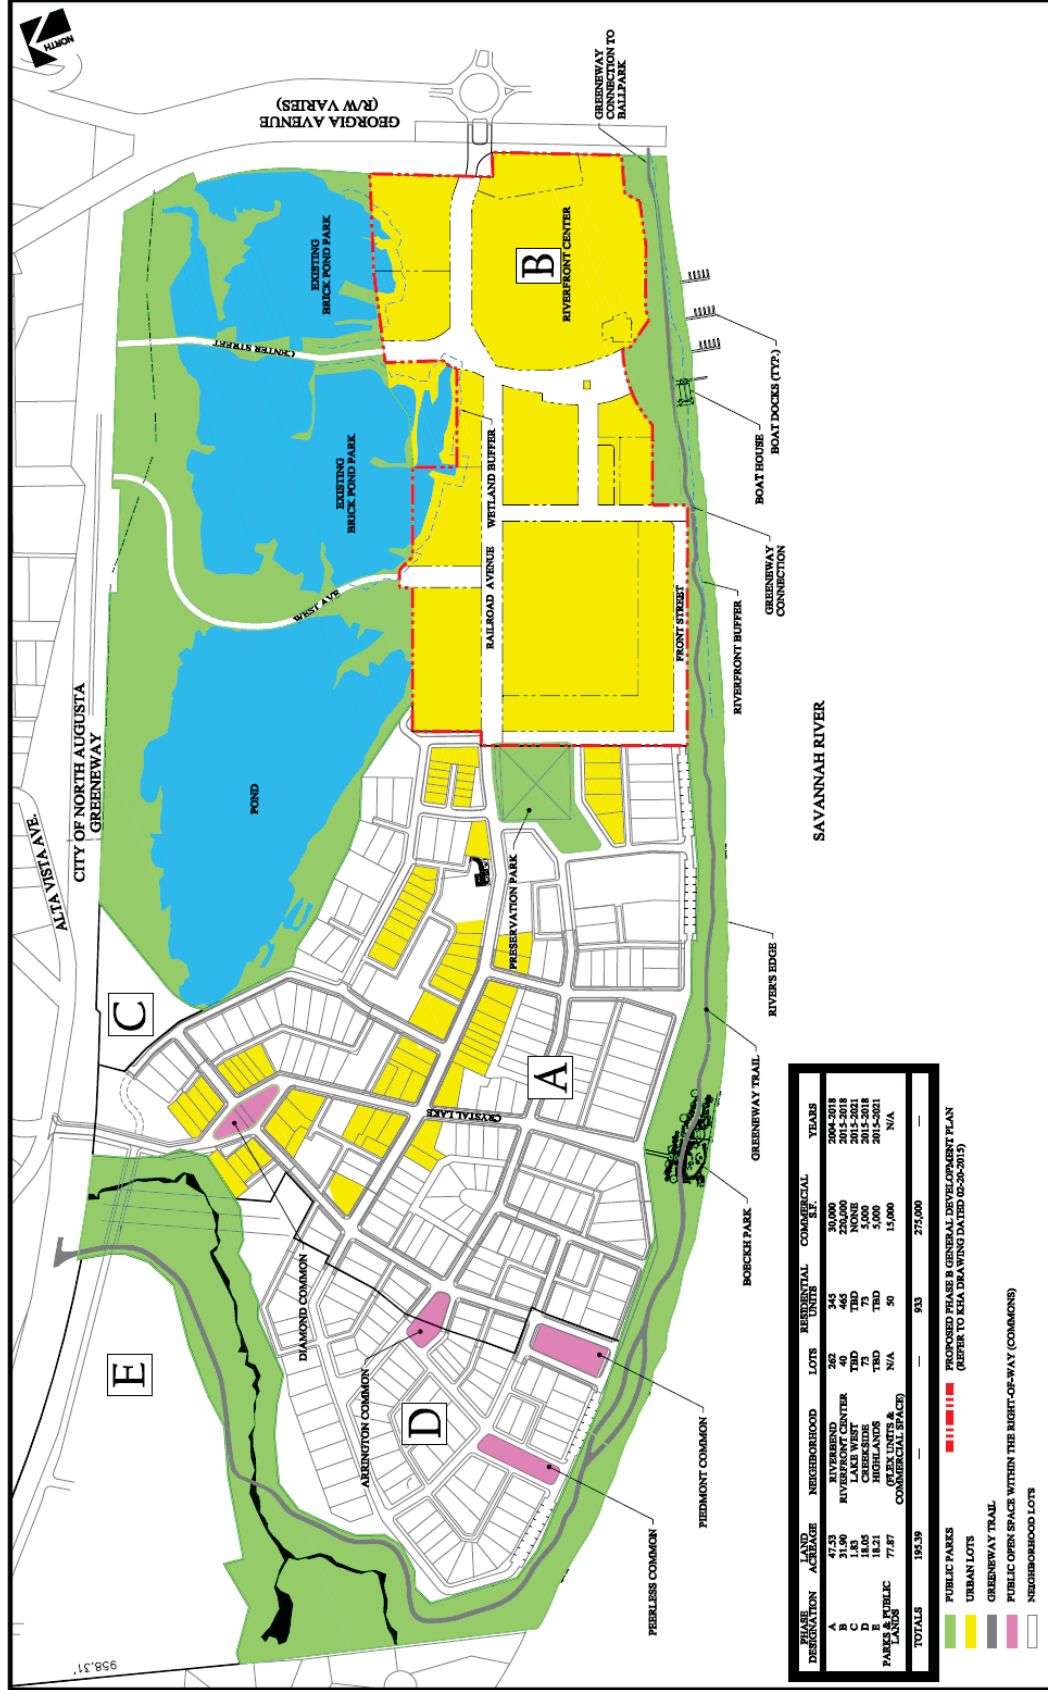 NORTH
GEORGIA AVENUE
(R/W VARIES)
GREENEWAY
CONNECTION TO
BALLPARK
EXISTING
BRICK POND PARK
CENTER STREET
B
RIVERFRONT CENTER
BOAT DOCKS (TYP.)
BOAT HOUSE
EXISTING
BRICK POND PARK
WETLAND BUFFER
RAILROAD AVENUE
WEST AVE
FRONT STREET
GREENEWAY
CONNECTION
RIVERFRONT BUFFER
SAVANNAH RIVER
CITY OF NORTH AUGUSTA
GREENEWAY
ALTA VISTA AVE.
POND
PRESERVATION PARK
RIVER'S EDGE
C
A
CRYSTAL LAKE
GREENEWAY TRAIL
BOECKH PARK
DIAMOND COMMON
ARRINGTON COMMON
E
D
PIEDMONT COMMON
PEERLESS COMMON
958.31'
PHASE DESIGNATION LAND ACREAGE NEIGHBORHOOD LOTS RESIDENTIAL UNITS COMMERCIAL S.F. YEARS
A 47.53 RIVERBEND 262 345 30,000 2004-2018
B 31.90 RIVERFRONT CENTER 40 465 220,000 2015-2018
C 1.83 LAKE WEST TBD TBD NONE 2015-2021
D 18.05 CREEKSIDE 73 73 5,000 2015-2018
E 18.21 HIGHLANDS TBD TBD 5,000 2015-2021
PARKS & PUBLIC LANDS 77.87 (FLEX UNITS & COMMERCIAL SPACE) N/A 50 15,000 N/A
TOTALS 195.39 — — 933 275,000 —
PUBLIC PARKS
URBAN LOTS
GREENEWAY TRAIL
PUBLIC OPEN SPACE WITHIN THE RIGHT-OF-WAY (COMMONS)
NEIGHBORHOOD LOTS
PROPOSED PHASE B GENERAL DEVELOPMENT PLAN
(REFER TO KHA DRAWING DATED 02-20-2015)